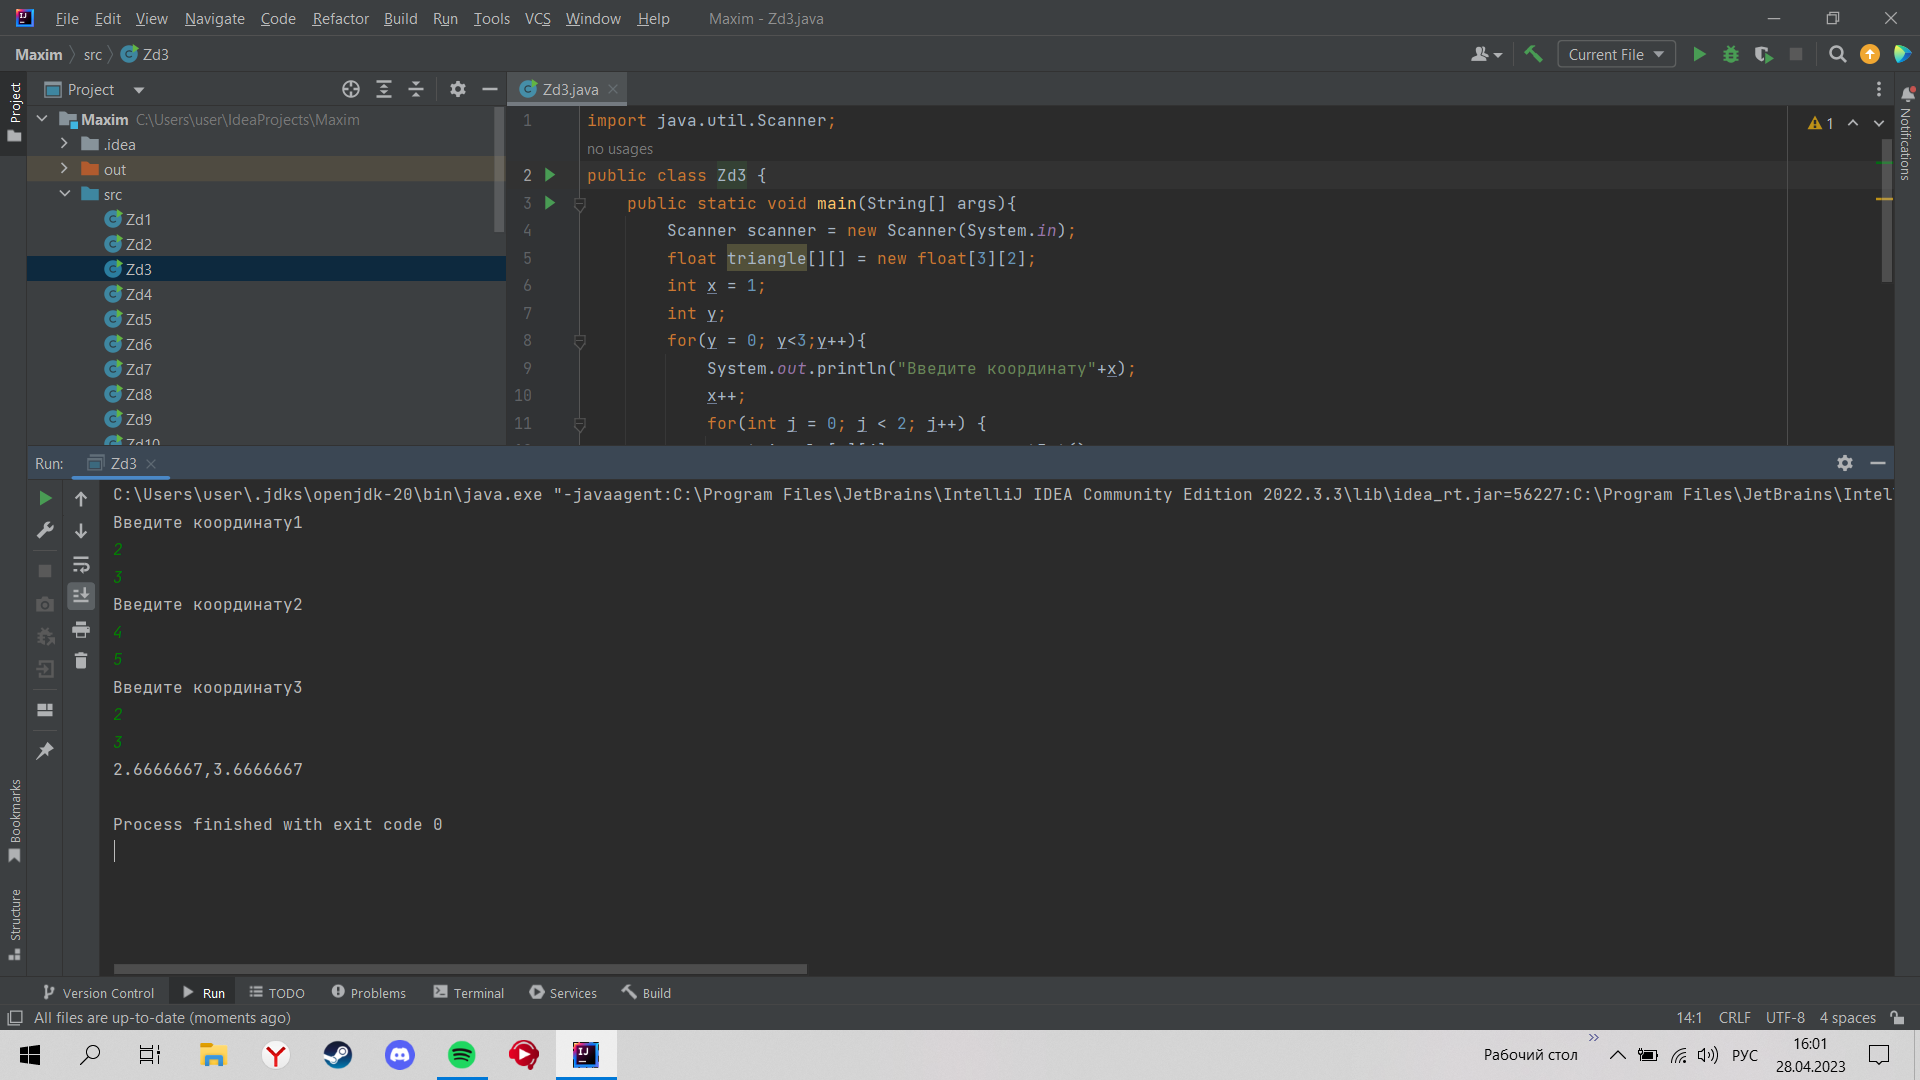 File Edit View Navigate Code Refactor Build Run Tools VCS Window Help Maxim - Zd3.java
Maxim src Zd3 Current File
Project
Project
Zd3.java
Maxim C:\Users\user\IdeaProjects\Maxim
.idea
out
src
Zd1
Zd2
Zd3
Zd4
Zd5
Zd6
Zd7
Zd8
Zd9
Zd10
1 import java.util.Scanner;
no usages
2 public class Zd3 {
3 public static void main(String[] args){
4 Scanner scanner = new Scanner(System.in);
5 float triangle[][] = new float[3][2];
6 int x = 1;
7 int y;
8 for(y = 0; y<3;y++){
9 System.out.println("Введите координату"+x);
10 x++;
11 for(int j = 0; j < 2; j++) {
1
Notifications
Run: Zd3
C:\Users\user\.jdks\openjdk-20\bin\java.exe "-javaagent:C:\Program Files\JetBrains\IntelliJ IDEA Community Edition 2022.3.3\lib\idea_rt.jar=56227:C:\Program Files\JetBrains\Intel
Введите координату1
2
3
Введите координату2
4
5
Введите координату3
2
3
2.6666667,3.6666667
Process finished with exit code 0
Bookmarks
Structure
Version Control Run TODO Problems Terminal Services Build
All files are up-to-date (moments ago) 14:1 CRLF UTF-8 4 spaces
Рабочий стол РУС 16:01
28.04.2023